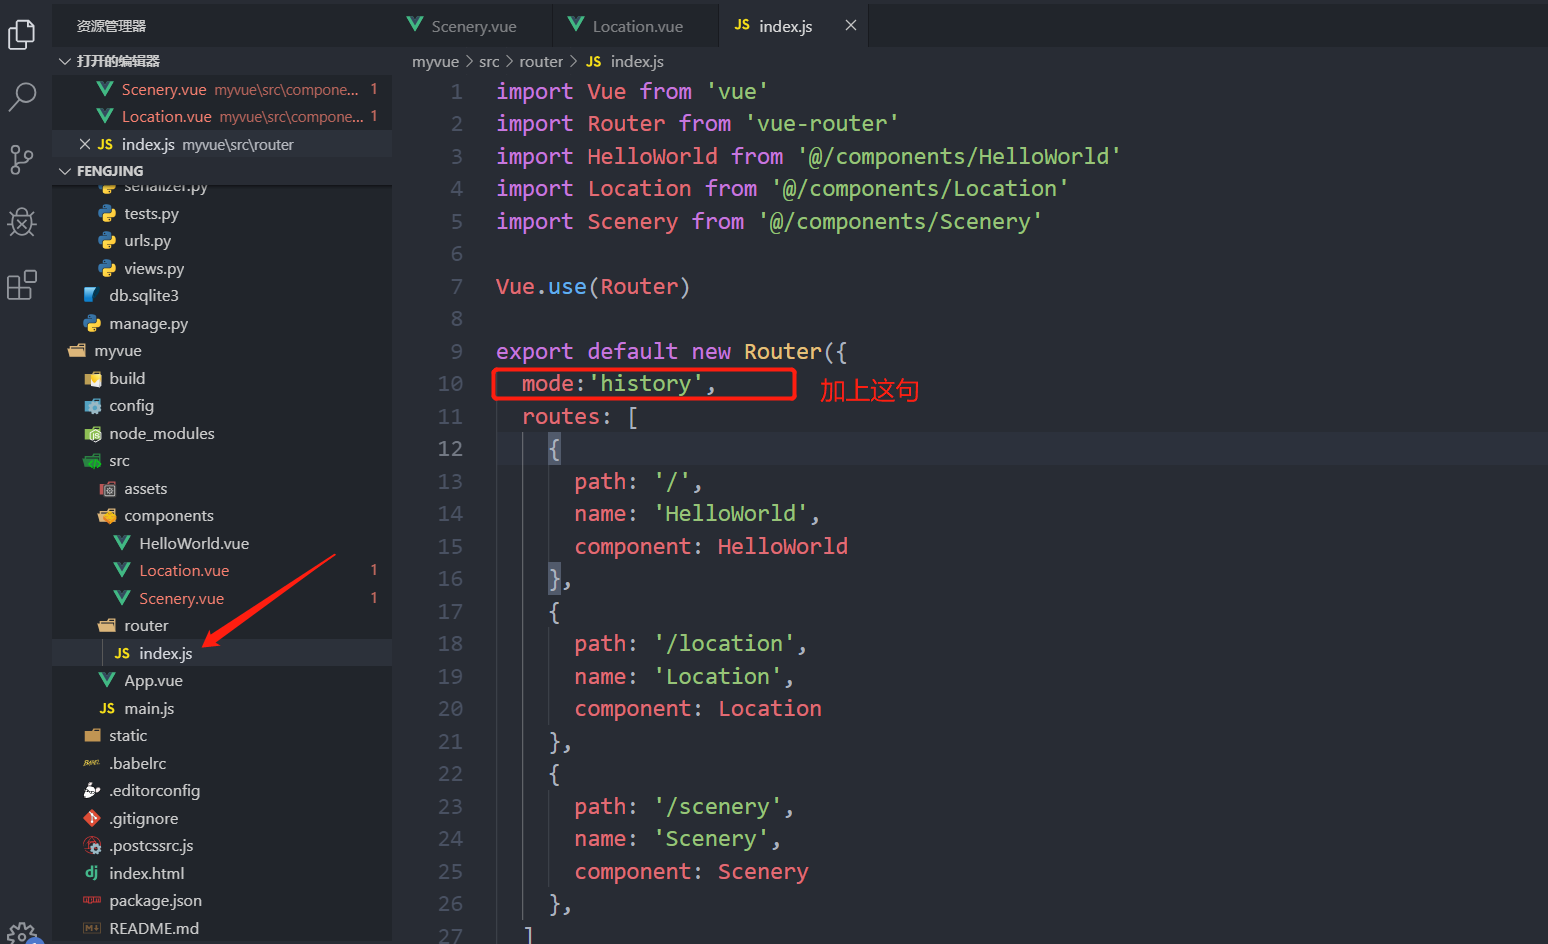 资源管理器
打开的编辑器
Scenery.vue myvue\src\compone... 1
Location.vue myvue\src\compone... 1
JS index.js myvue\src\router
FENGJING
serializer.py
tests.py
urls.py
views.py
db.sqlite3
manage.py
myvue
build
config
node_modules
src
assets
components
HelloWorld.vue
Location.vue 1
Scenery.vue 1
router
JS index.js
App.vue
JS main.js
static
.babelrc
.editorconfig
.gitignore
.postcssrc.js
dj index.html
package.json
README.md
Scenery.vue
Location.vue
JS index.js
myvue > src > router > JS index.js
1 import Vue from 'vue'
2 import Router from 'vue-router'
3 import HelloWorld from '@/components/HelloWorld'
4 import Location from '@/components/Location'
5 import Scenery from '@/components/Scenery'
6
7 Vue.use(Router)
8
9 export default new Router({
10 mode:'history', 加上这句
11 routes: [
12 {
13 path: '/',
14 name: 'HelloWorld',
15 component: HelloWorld
16 },
17 {
18 path: '/location',
19 name: 'Location',
20 component: Location
21 },
22 {
23 path: '/scenery',
24 name: 'Scenery',
25 component: Scenery
26 },
27 ]